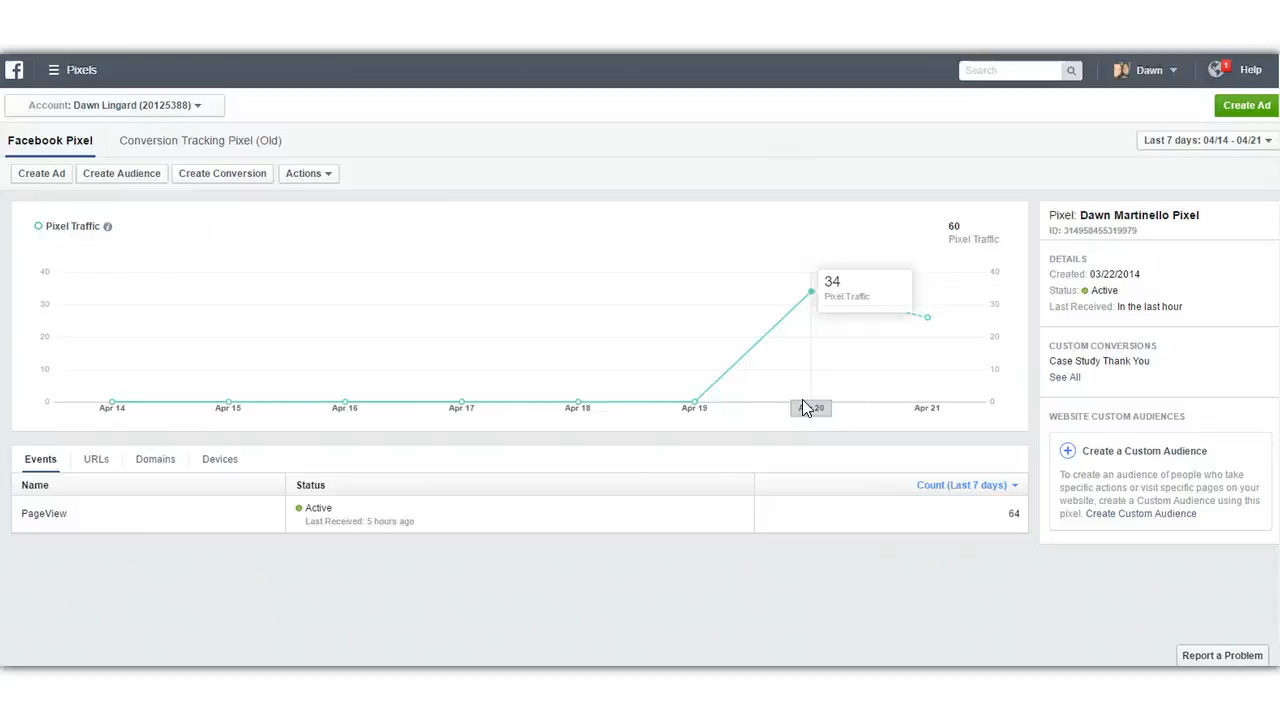 Pixels
Search
Dawn
1
Help
Account: Dawn Lingard (20125388)
Create Ad
Facebook Pixel
Conversion Tracking Pixel (Old)
Last 7 days: 04/14 - 04/21
Create Ad
Create Audience
Create Conversion
Actions
Pixel Traffic
60
Pixel Traffic
40
30
20
10
0
40
30
20
10
0
34
Pixel Traffic
Apr 14
Apr 15
Apr 16
Apr 17
Apr 18
Apr 19
20
Apr 21
Pixel: Dawn Martinello Pixel
ID: 314958455319979
DETAILS
Created: 03/22/2014
Status: Active
Last Received: In the last hour
CUSTOM CONVERSIONS
Case Study Thank You
See All
WEBSITE CUSTOM AUDIENCES
Create a Custom Audience
To create an audience of people who take
specific actions or visit specific pages on your
website, create a Custom Audience using this
pixel. Create Custom Audience
Events
URLs
Domains
Devices
Name
Status
Count (Last 7 days)
PageView
Active
Last Received: 5 hours ago
64
Report a Problem